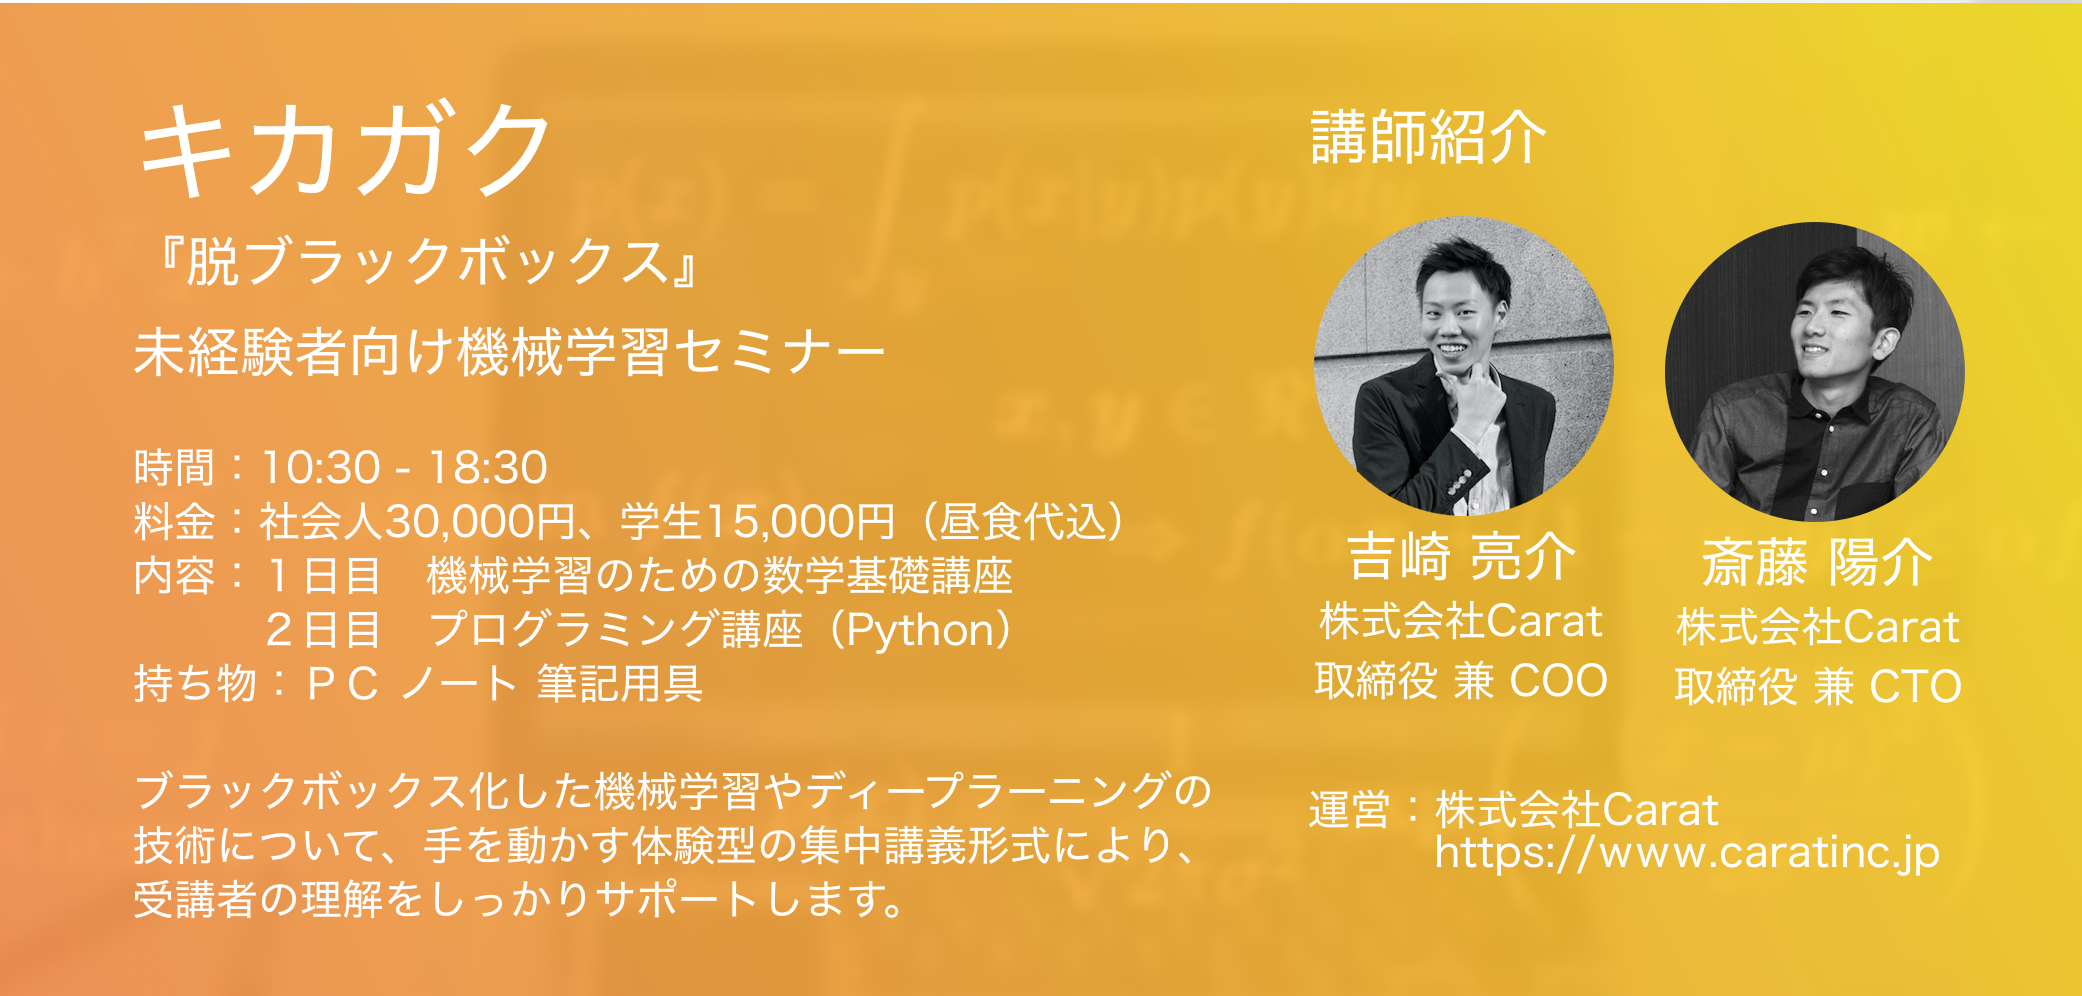 キカガク
『脱ブラックボックス』
未経験者向け機械学習セミナー
時間：10:30 - 18:30
料金：社会人30,000円、学生15,000円（昼食代込）
内容：１日目　機械学習のための数学基礎講座
２日目　プログラミング講座（Python）
持ち物：ＰＣ ノート 筆記用具
ブラックボックス化した機械学習やディープラーニングの
技術について、手を動かす体験型の集中講義形式により、
受講者の理解をしっかりサポートします。
講師紹介
吉崎 亮介
株式会社Carat
取締役 兼 COO
斎藤 陽介
株式会社Carat
取締役 兼 CTO
運営：株式会社Carat
https://www.caratinc.jp
p(x) = ∫ p(x|y)p(y)dy
x, y ∈ ℜ